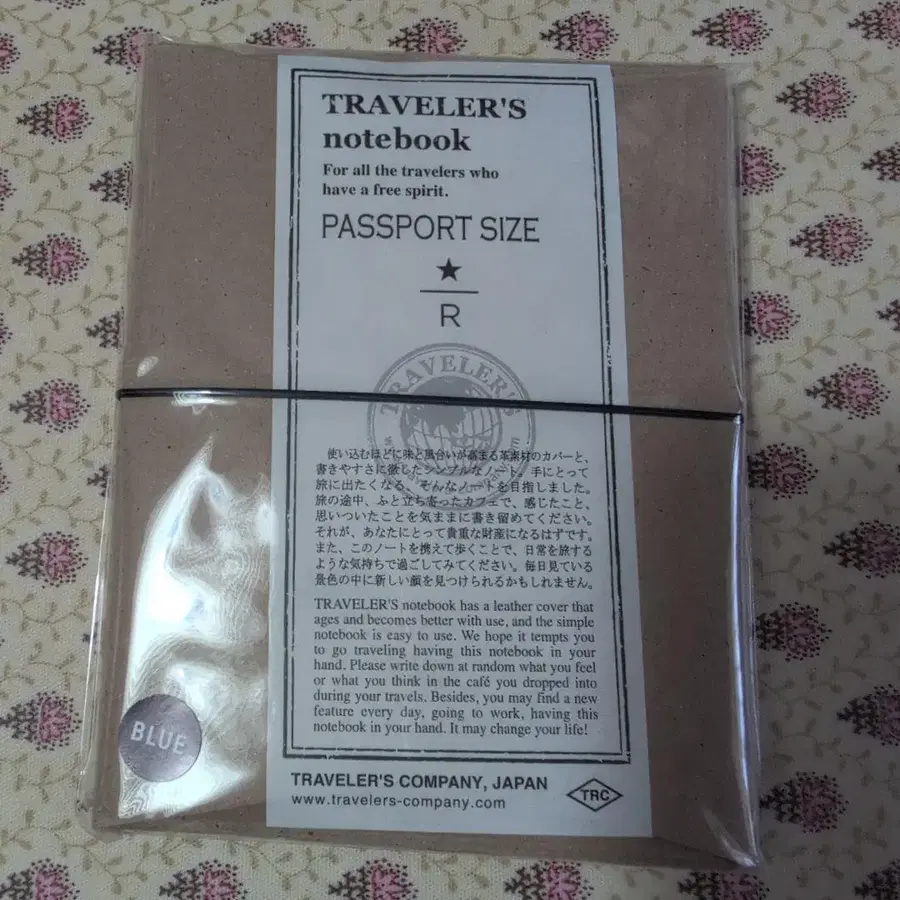 TRAVELER'S
notebook
For all the travelers who
have a free spirit.
PASSPORT SIZE
★
R
TRAVELER'S
使い込むほどに味と風合いが高まる革素材のカバーと、
書きやすさに徹したシンプルなノート。手にとって
旅に出たくなる、そんなノートを目指しました。
旅の途中、ふと立ち寄ったカフェで、感じたこと、
思いついたことを気ままに書き留めてください。
それが、あなたにとって貴重な財産になるはずです。
また、このノートを携えて歩くことで、日常を旅する
ような気持ちで過ごしてみてください。毎日見ている
景色の中に新しい顔を見つけられるかもしれません。
TRAVELER'S notebook has a leather cover that
ages and becomes better with use, and the simple
notebook is easy to use. We hope it tempts you
to go traveling having this notebook in your
hand. Please write down at random what you feel
or what you think in the café you dropped into
during your travels. Besides, you may find a new
feature every day, going to work, having this
notebook in your hand. It may change your life!
BLUE
TRAVELER'S COMPANY, JAPAN
www.travelers-company.com
TRC